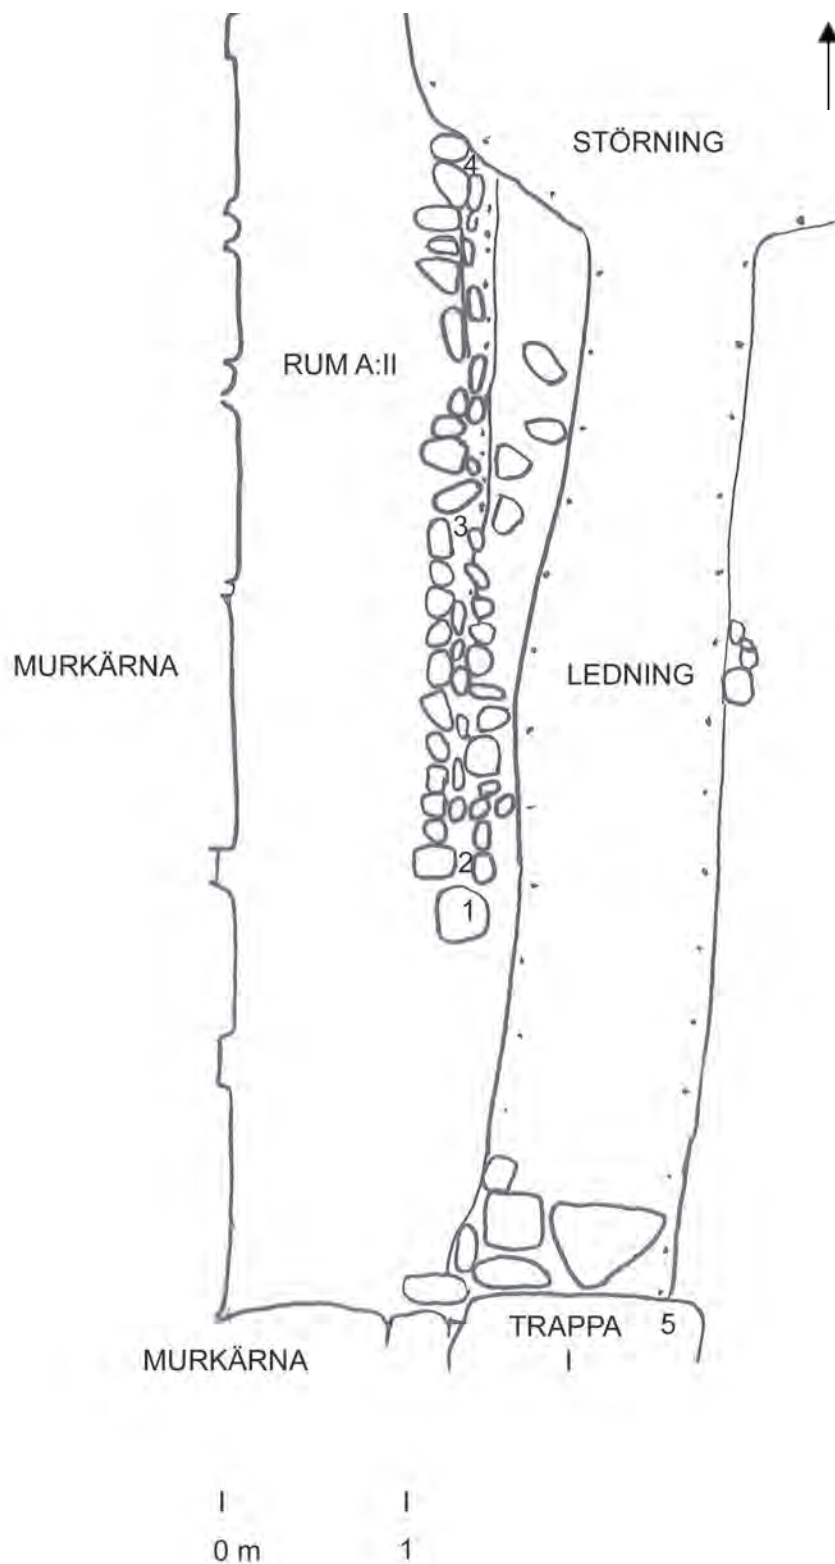 STÖRNING
4
RUM A:II
3
MURKÄRNA
LEDNING
2
1
TRAPPA 5
MURKÄRNA
0 m 1